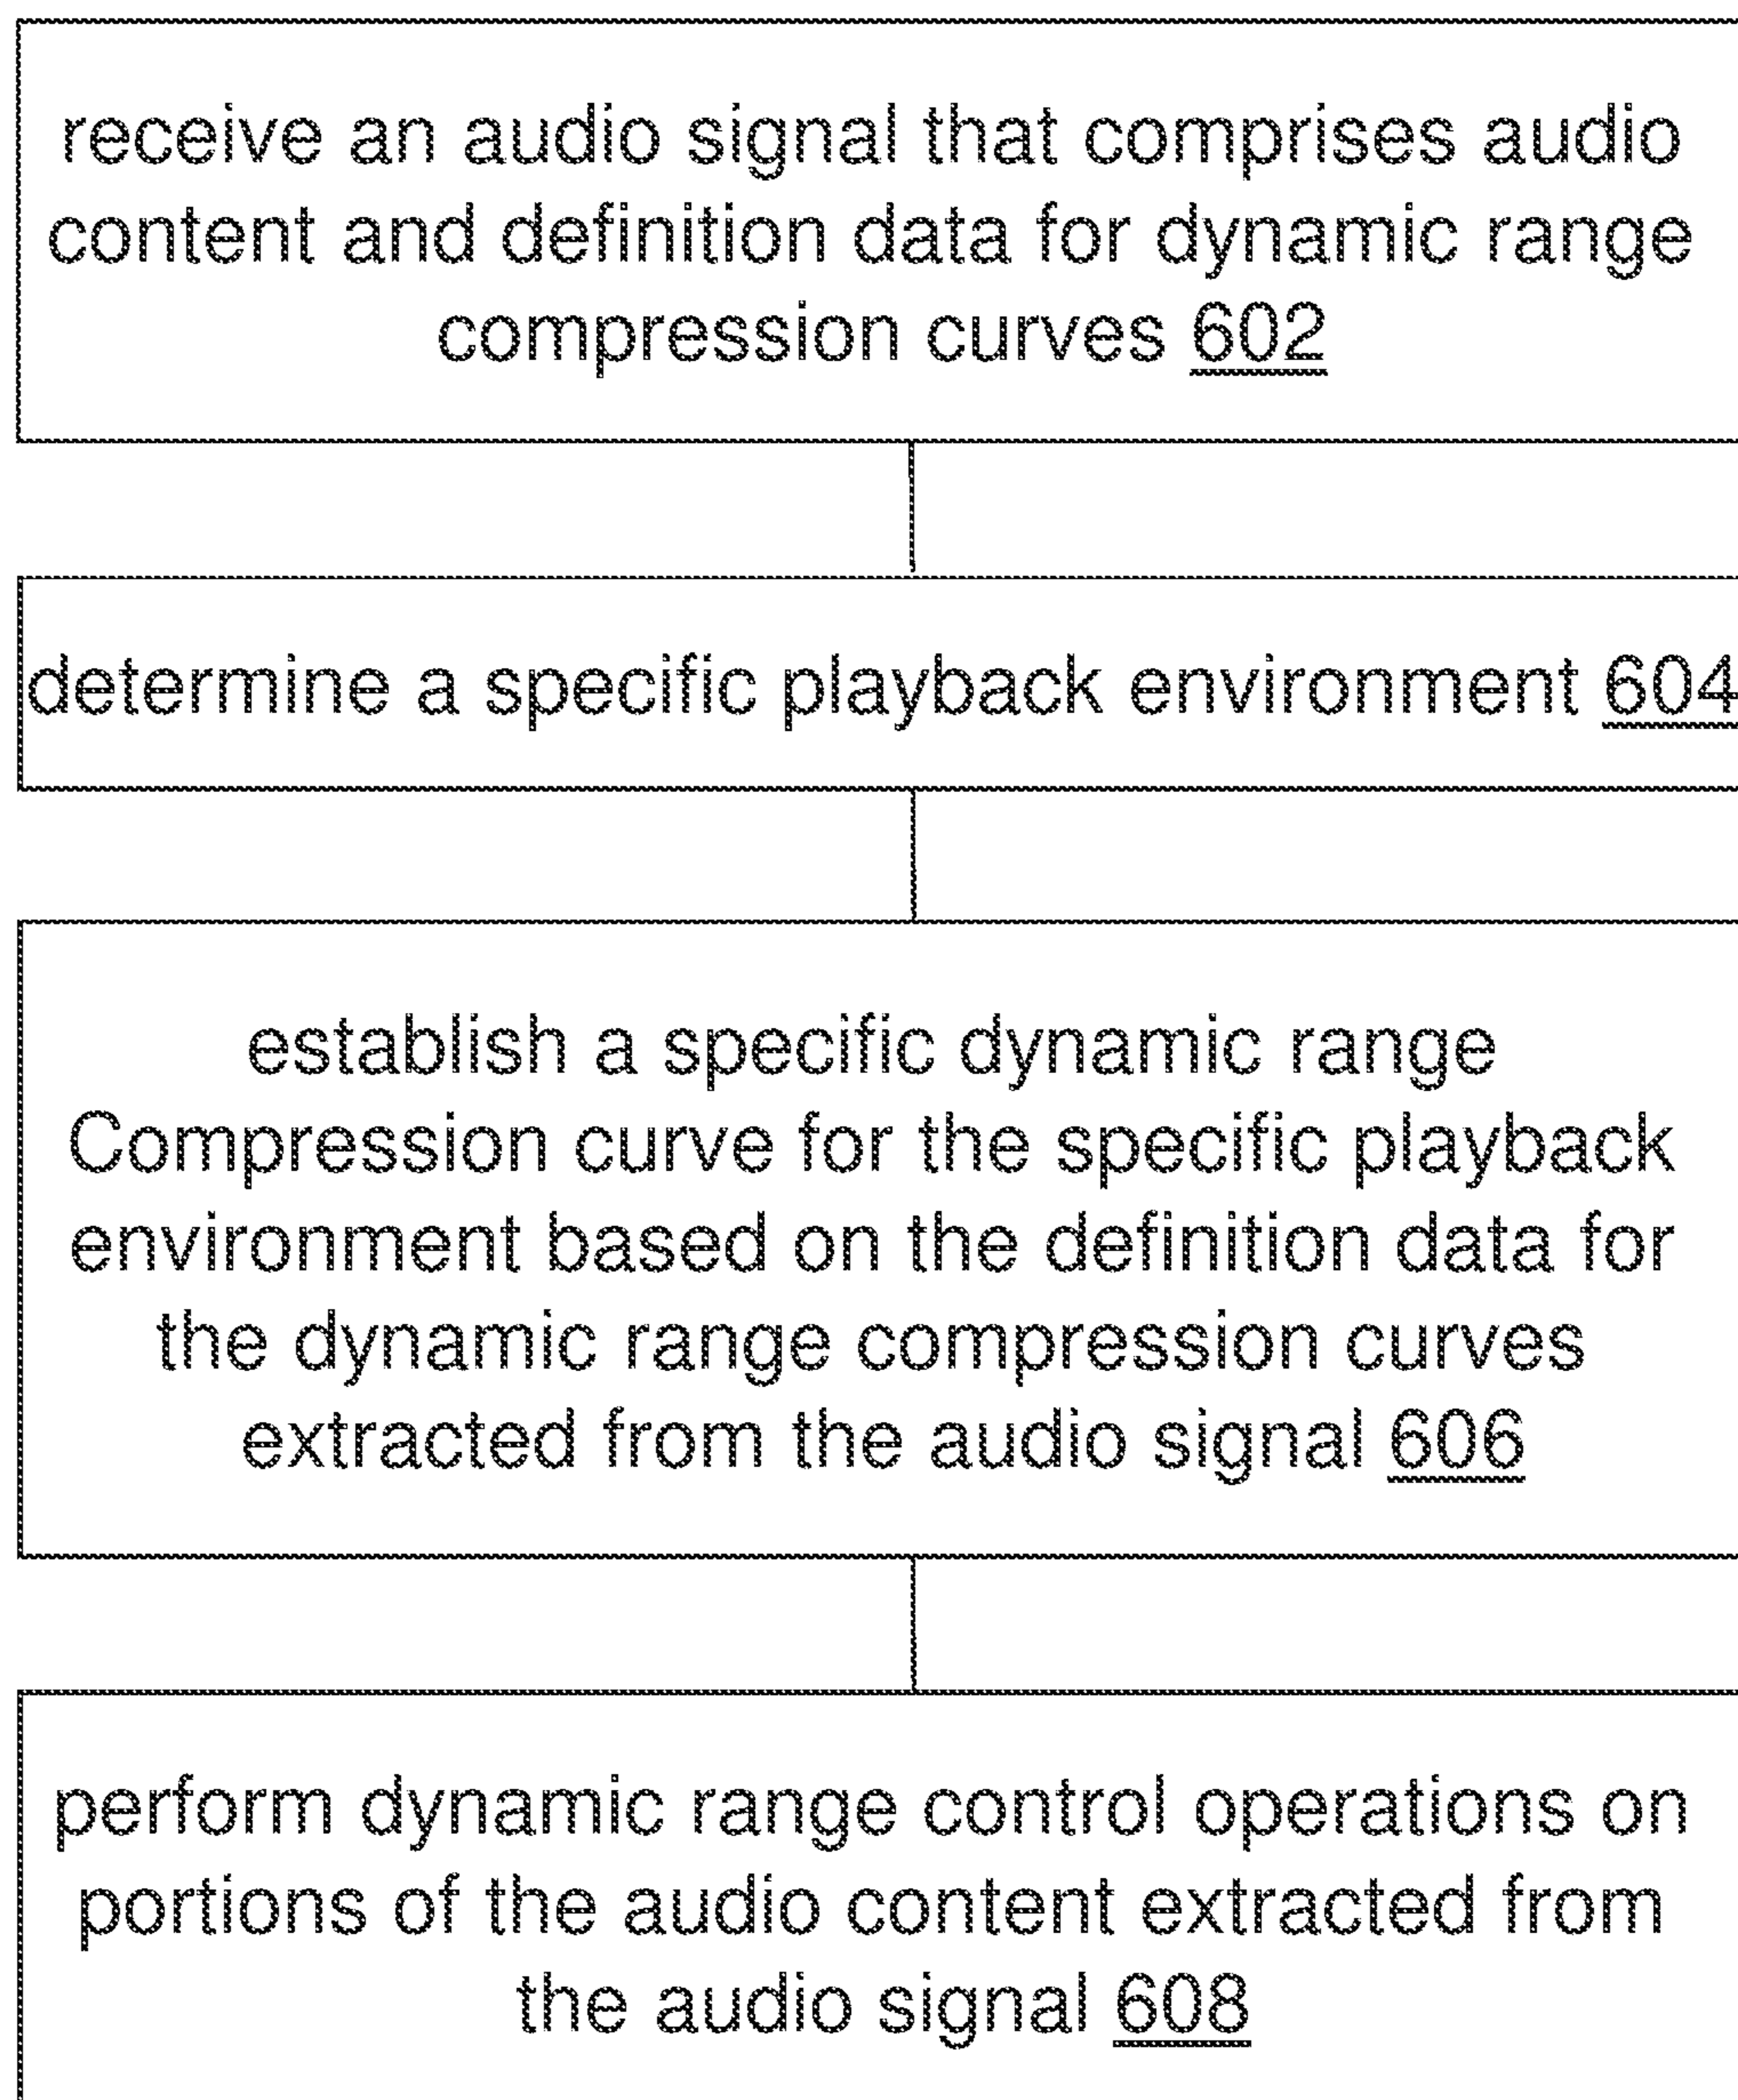 receive an audio signal that comprises audio
content and definition data for dynamic range
compression curves 602
determine a specific playback environment 604
establish a specific dynamic range
Compression curve for the specific playback
environment based on the definition data for
the dynamic range compression curves
extracted from the audio signal 606
perform dynamic range control operations on
portions of the audio content extracted from
the audio signal 608